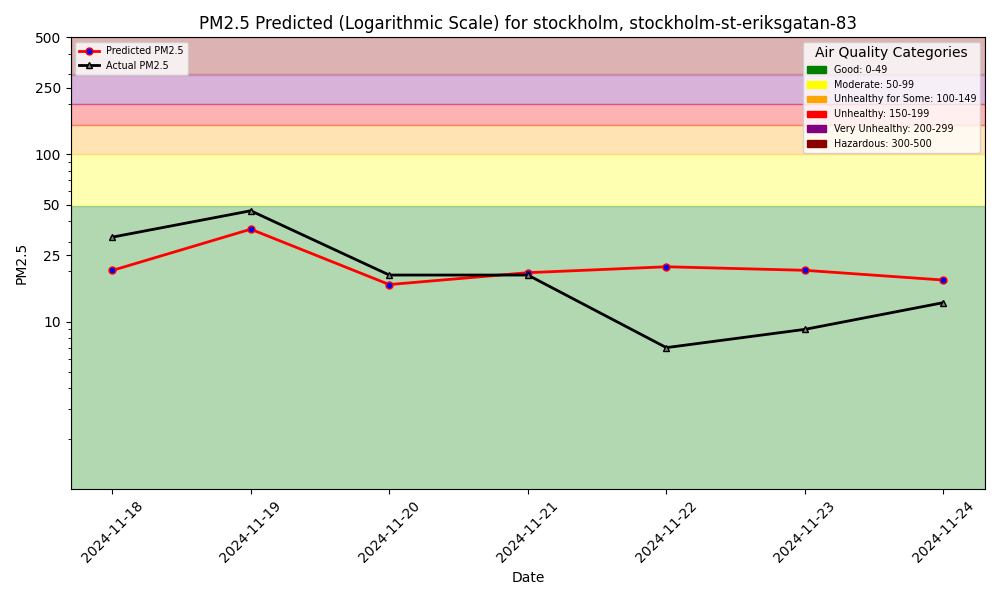 PM2.5 Predicted (Logarithmic Scale) for stockholm, stockholm-st-eriksgatan-83
Predicted PM2.5
Actual PM2.5
Air Quality Categories
Good: 0-49
Moderate: 50-99
Unhealthy for Some: 100-149
Unhealthy: 150-199
Very Unhealthy: 200-299
Hazardous: 300-500
500
250
100
50
25
10
PM2.5
2024-11-18
2024-11-19
2024-11-20
2024-11-21
2024-11-22
2024-11-23
2024-11-24
Date